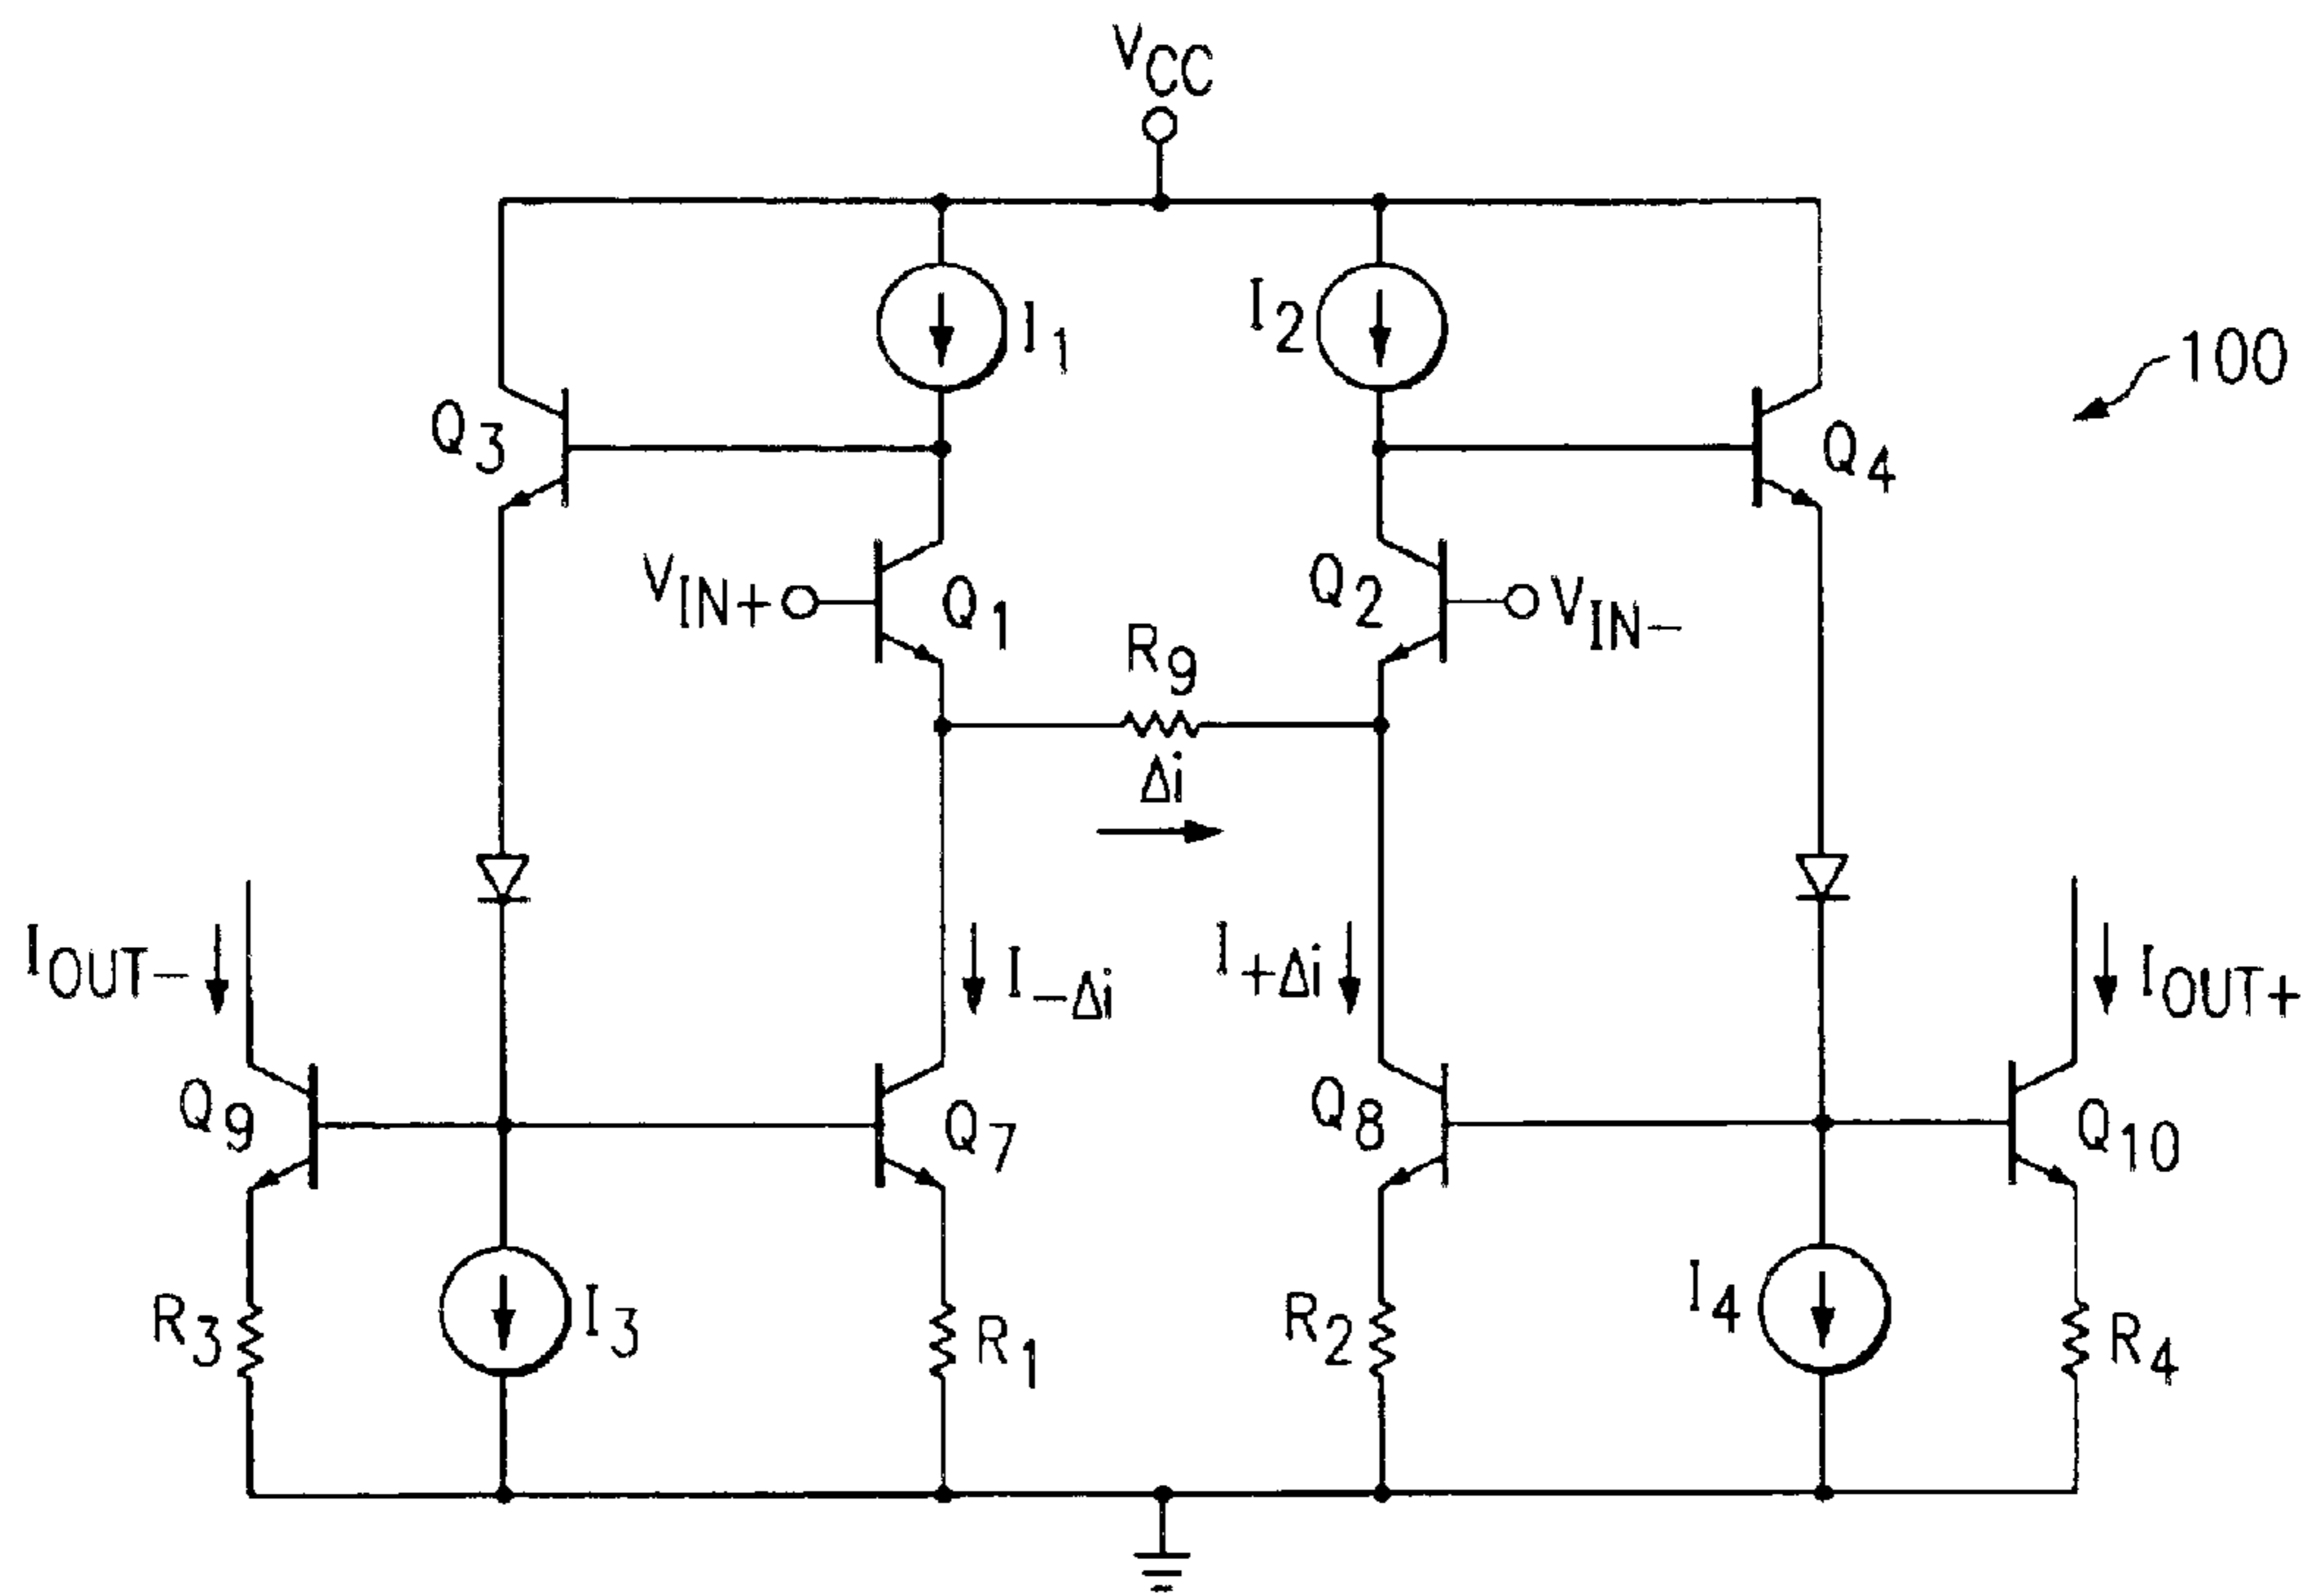 VCC
I1
I2
100
Q3
Q4
VIN+
Q1
Q2
VIN-
R9
Δi
IOUT-
I-Δi
I+Δi
IOUT+
Q9
Q7
Q8
Q10
R3
I3
R1
R2
I4
R4